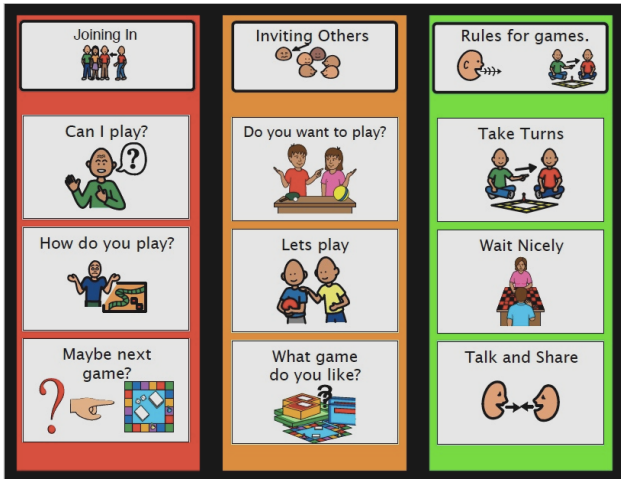 Joining In
Can I play?
How do you play?
Maybe next
game?
Inviting Others
Do you want to play?
Lets play
What game
do you like?
Rules for games.
Take Turns
Wait Nicely
Talk and Share